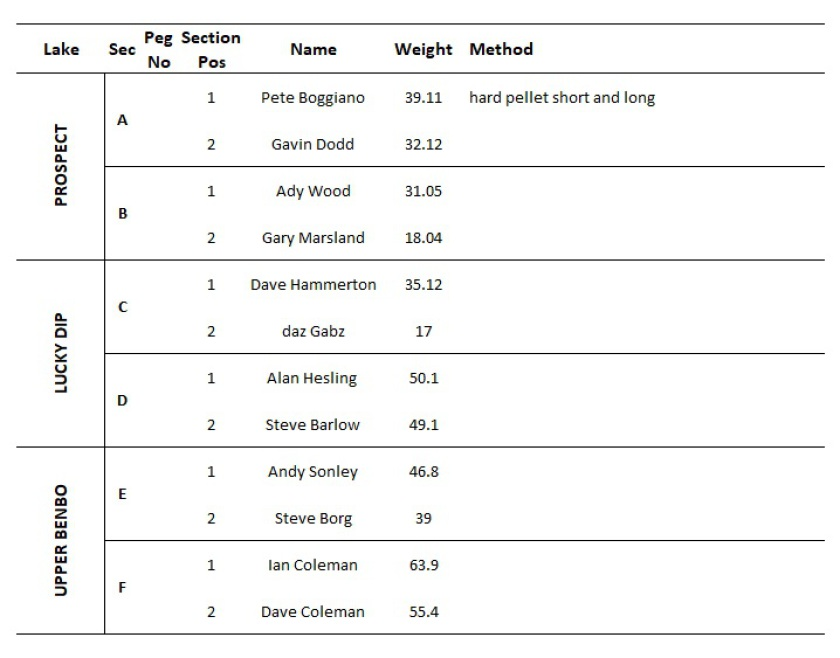 Lake Sec Peg No Section Pos Name Weight Method
PROSPECT
A
1 Pete Boggiano 39.11 hard pellet short and long
2 Gavin Dodd 32.12
B
1 Ady Wood 31.05
2 Gary Marsland 18.04
LUCKY DIP
C
1 Dave Hammerton 35.12
2 daz Gabz 17
D
1 Alan Hesling 50.1
2 Steve Barlow 49.1
UPPER BENBO
E
1 Andy Sonley 46.8
2 Steve Borg 39
F
1 Ian Coleman 63.9
2 Dave Coleman 55.4